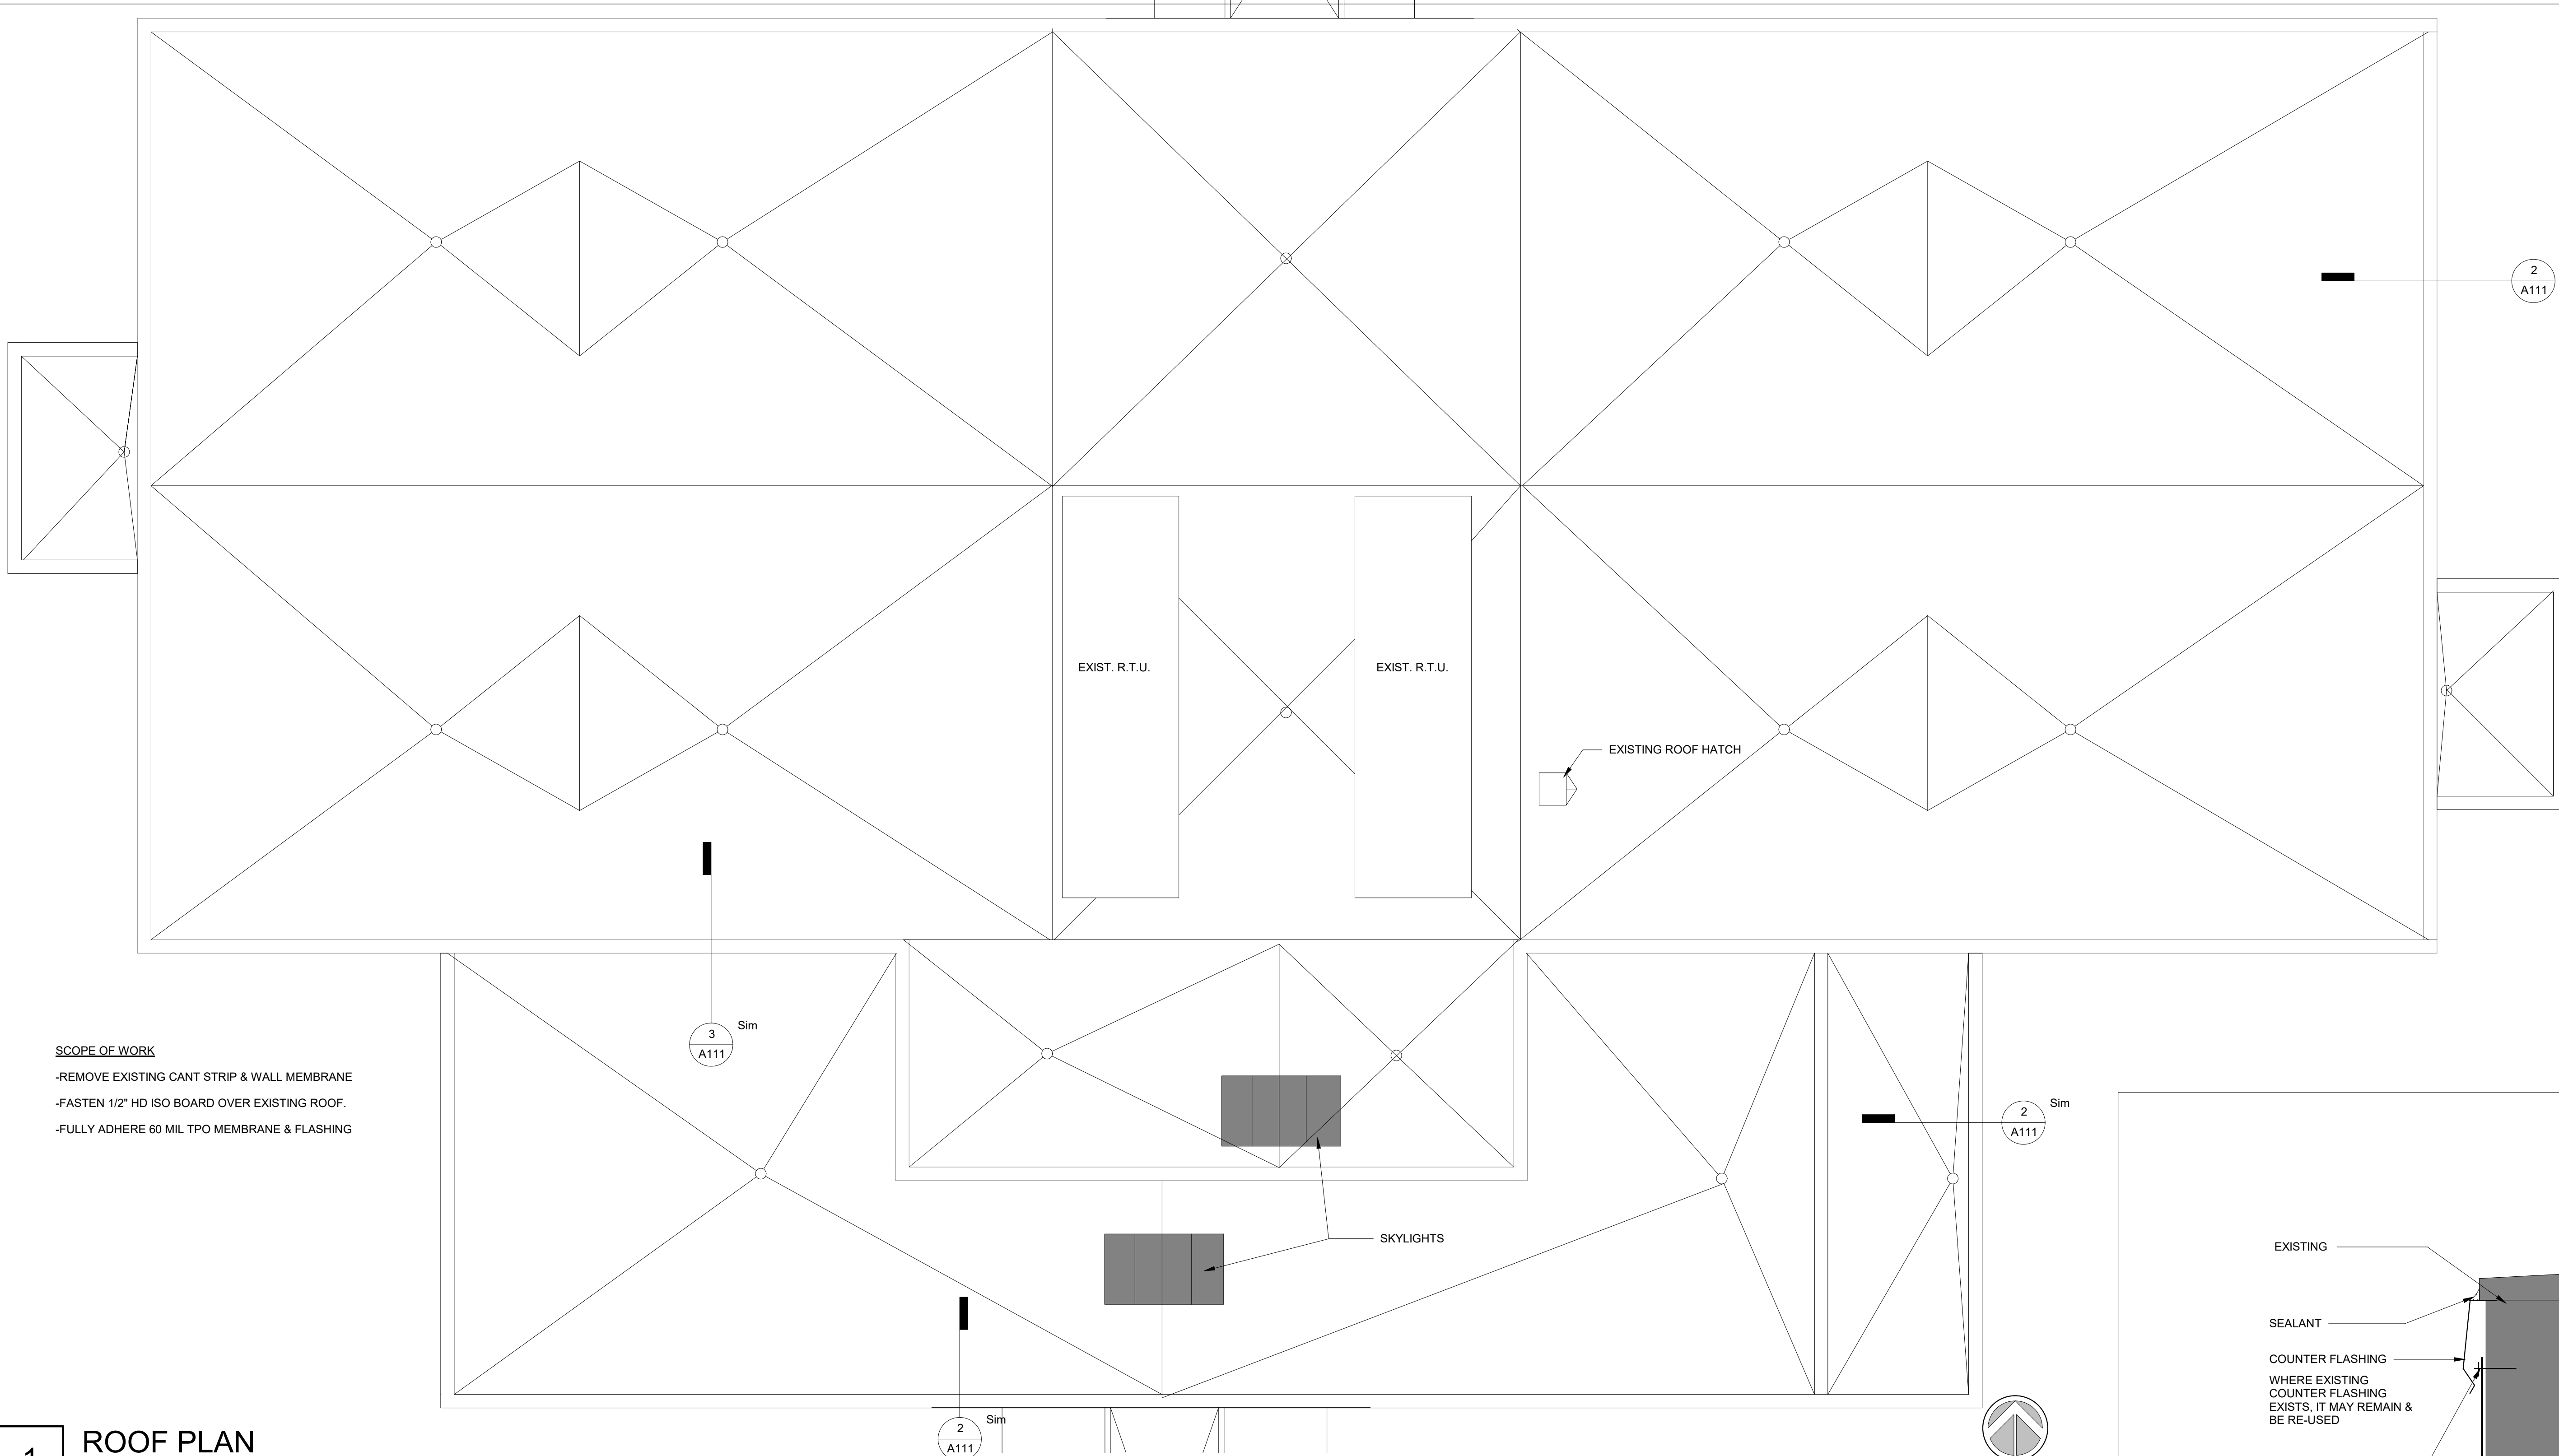 2
A111
EXIST. R.T.U.
EXIST. R.T.U.
EXISTING ROOF HATCH
3
A111
Sim
SCOPE OF WORK
-REMOVE EXISTING CANT STRIP & WALL MEMBRANE
-FASTEN 1/2" HD ISO BOARD OVER EXISTING ROOF.
-FULLY ADHERE 60 MIL TPO MEMBRANE & FLASHING
2
A111
Sim
SKYLIGHTS
EXISTING
SEALANT
COUNTER FLASHING
WHERE EXISTING
COUNTER FLASHING
EXISTS, IT MAY REMAIN &
BE RE-USED
2
A111
Sim
1
ROOF PLAN